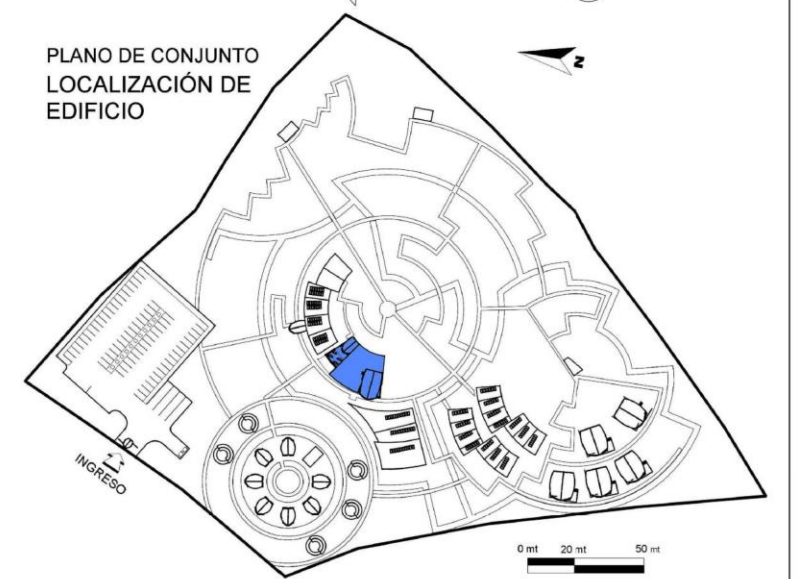 PLANO DE CONJUNTO
LOCALIZACIÓN DE
EDIFICIO
N
INGRESO
0 mt 20 mt 50 mt